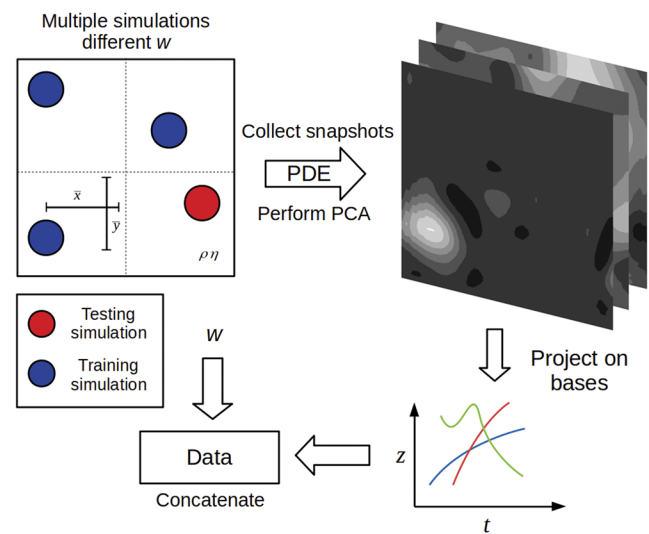 Multiple simulations
different w
x̅
y̅
ρ η
Collect snapshots
PDE
Perform PCA
Testing
simulation
Training
simulation
w
Project on
bases
Data
Concatenate
z
t